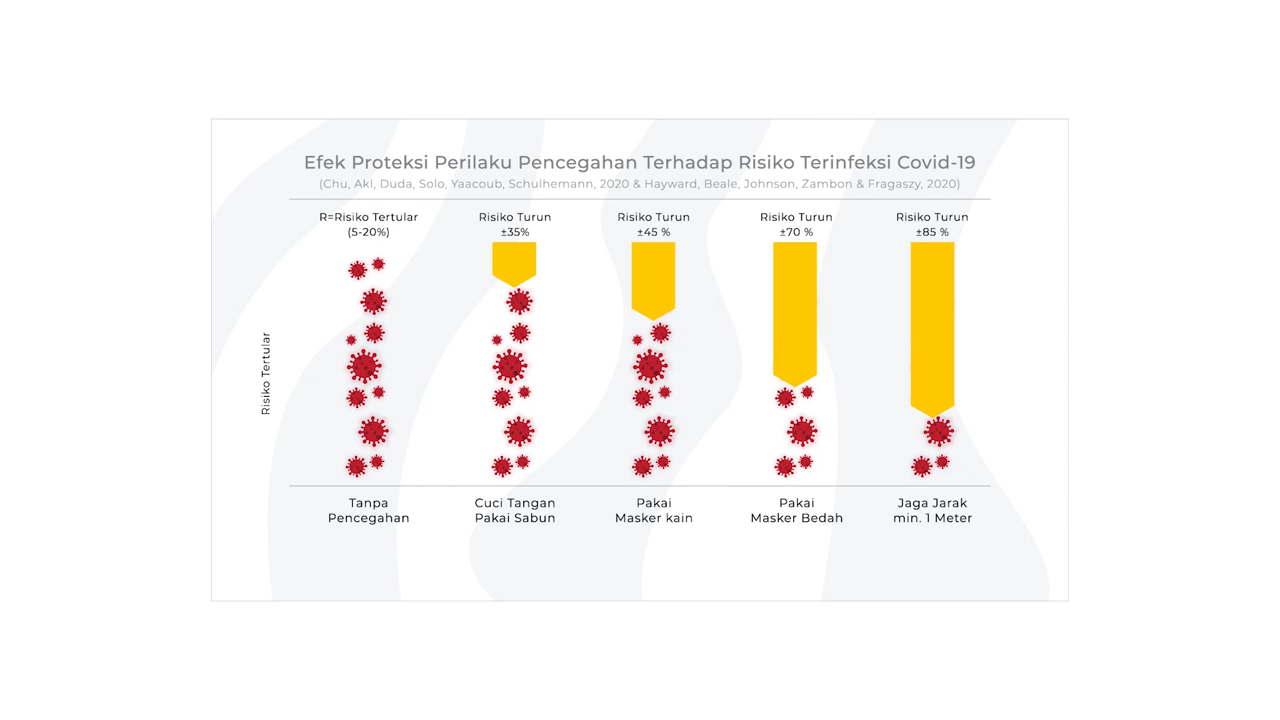 Efek Proteksi Perilaku Pencegahan Terhadap Risiko Terinfeksi Covid-19
(Chu, Akl, Duda, Solo, Yaacoub, Schulhemann, 2020 & Hayward, Beale, Johnson, Zambon & Fragaszy, 2020)
R=Risiko Tertular
(5-20%)
Risiko Turun
±35%
Risiko Turun
±45 %
Risiko Turun
±70 %
Risiko Turun
±85 %
Risiko Tertular
Tanpa
Pencegahan
Cuci Tangan
Pakai Sabun
Pakai
Masker kain
Pakai
Masker Bedah
Jaga Jarak
min. 1 Meter